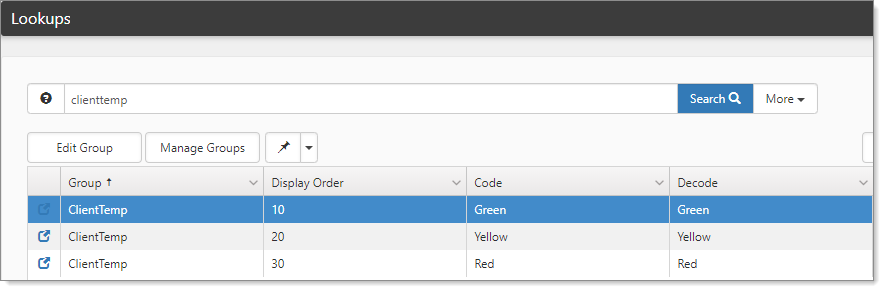 Lookups
clienttemp Search More
Edit Group Manage Groups
Group Display Order Code Decode
ClientTemp 10 Green Green
ClientTemp 20 Yellow Yellow
ClientTemp 30 Red Red